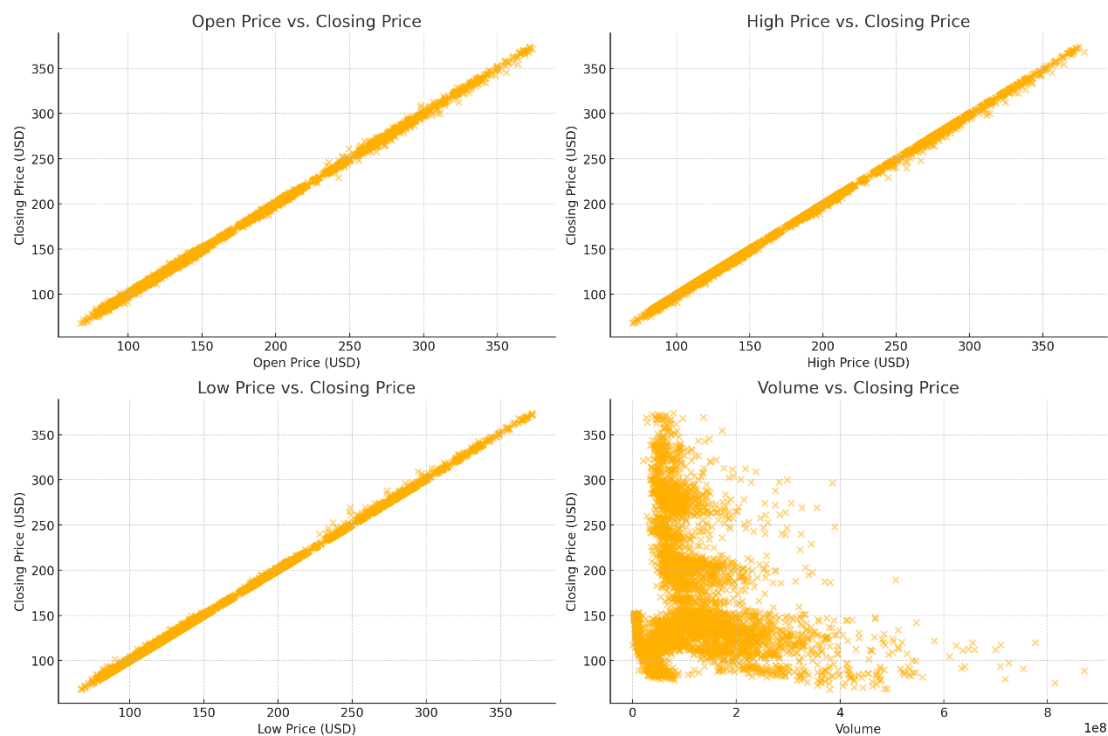 Open Price vs. Closing Price
Closing Price (USD)
350
300
250
200
150
100
100 150 200 250 300 350
Open Price (USD)
High Price vs. Closing Price
Closing Price (USD)
350
300
250
200
150
100
100 150 200 250 300 350
High Price (USD)
Low Price vs. Closing Price
Closing Price (USD)
350
300
250
200
150
100
100 150 200 250 300 350
Low Price (USD)
Volume vs. Closing Price
Closing Price (USD)
350
300
250
200
150
100
0 2 4 6 8
1e8
Volume